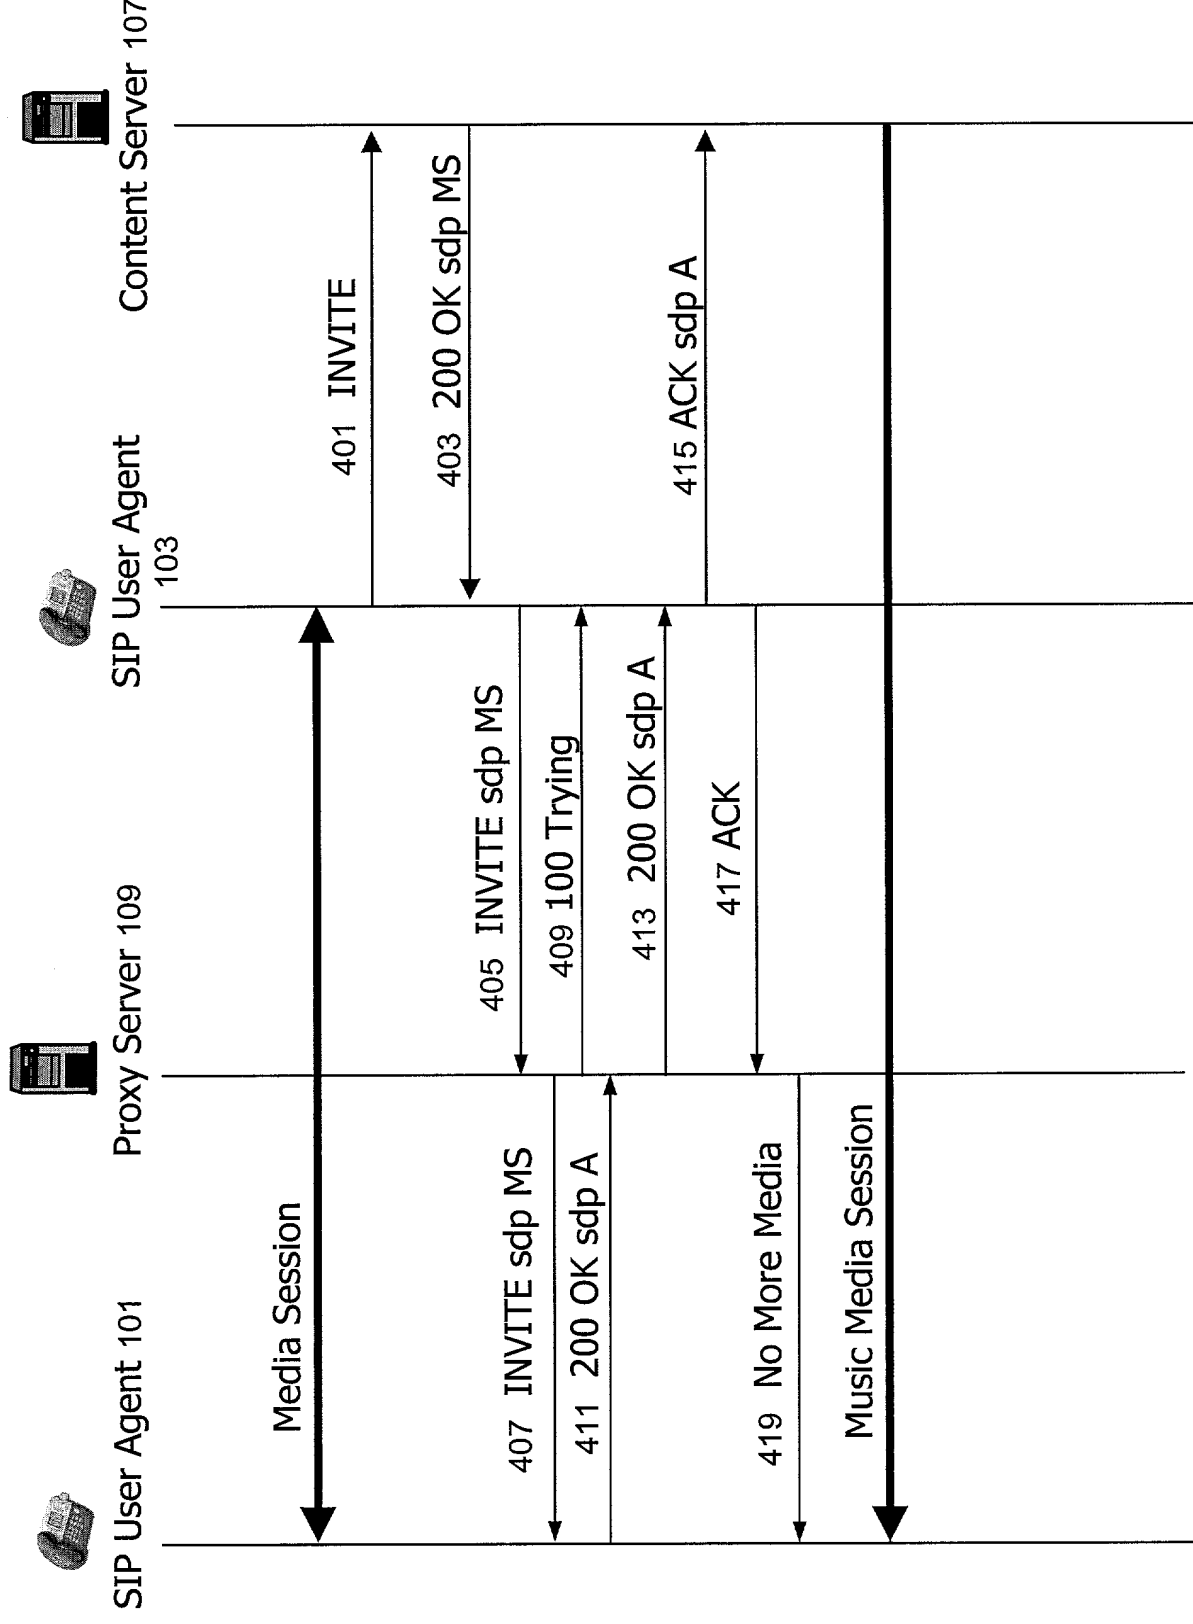 SIP User Agent 101
Proxy Server 109
SIP User Agent
103
Content Server 107
Media Session
401 INVITE
403 200 OK sdp MS
405 INVITE sdp MS
407 INVITE sdp MS
409 100 Trying
411 200 OK sdp A
413 200 OK sdp A
415 ACK sdp A
417 ACK
419 No More Media
Music Media Session